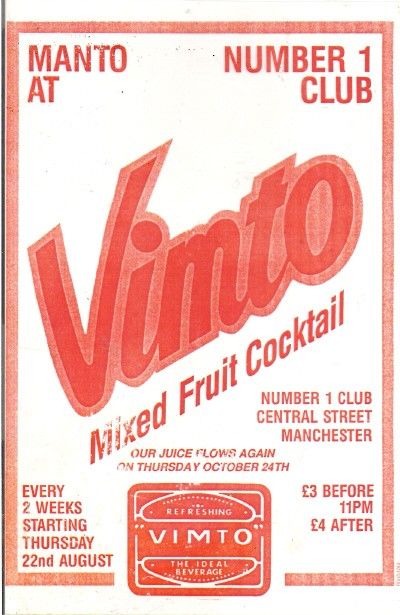 MANTO
AT
NUMBER 1
CLUB
Vimto
Mixed Fruit Cocktail
NUMBER 1 CLUB
CENTRAL STREET
MANCHESTER
OUR JUICE FLOWS AGAIN
ON THURSDAY OCTOBER 24TH
EVERY
2 WEEKS
STARTING
THURSDAY
22nd AUGUST
£3 BEFORE
11PM
£4 AFTER
REFRESHING
"VIMTO"
THE IDEAL
BEVERAGE